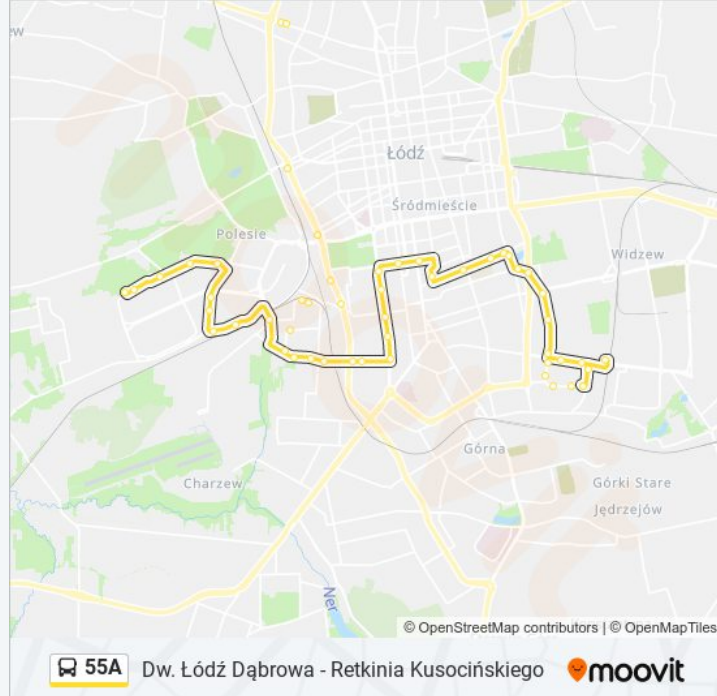 ew
Łódź
Śródmieście
Polesie
Widzew
Górna
Charzew
Górki Stare
Jędrzejów
Ner
© OpenStreetMap contributors | © OpenMapTiles
55A Dw. Łódź Dąbrowa - Retkinia Kusocińskiego moovit